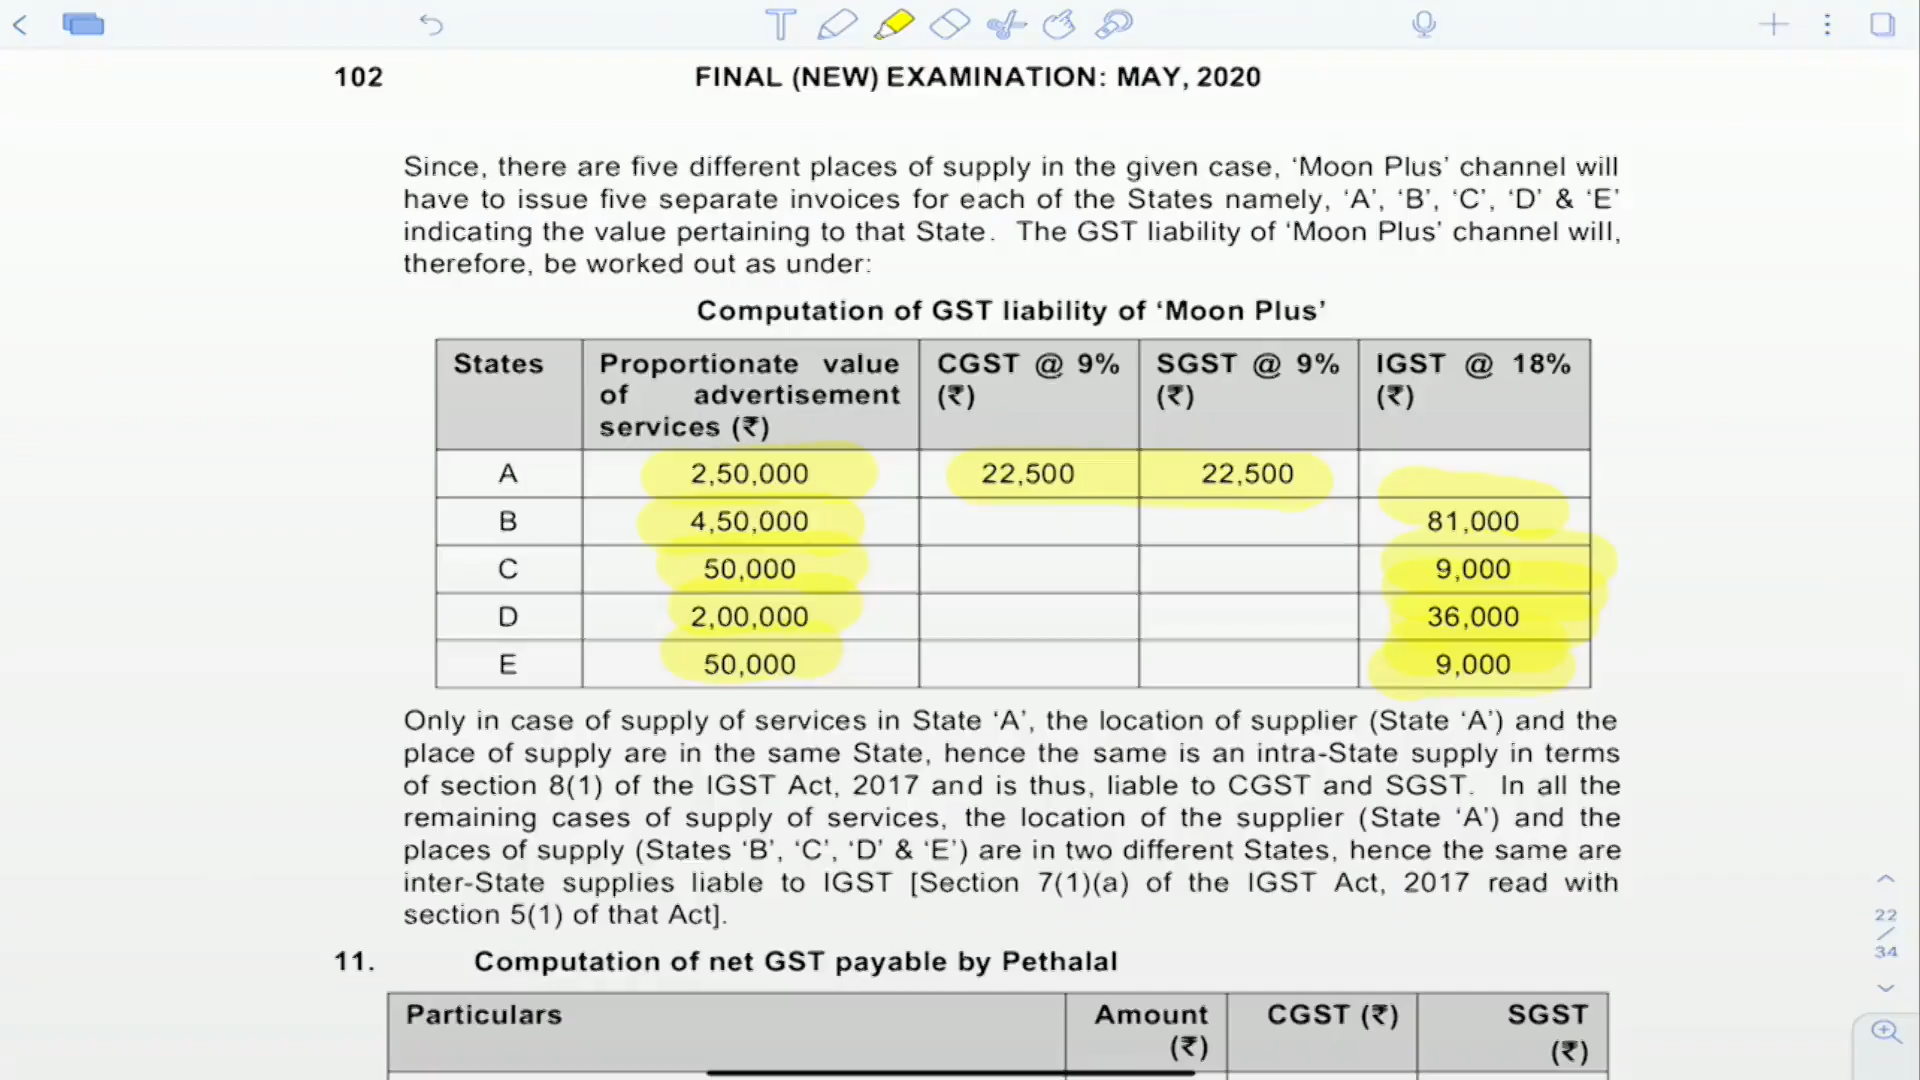 102 FINAL (NEW) EXAMINATION: MAY, 2020
Since, there are five different places of supply in the given case, ‘Moon Plus’ channel will
have to issue five separate invoices for each of the States namely, ‘A’, ‘B’, ‘C’, ‘D’ & ‘E’
indicating the value pertaining to that State. The GST liability of ‘Moon Plus’ channel will,
therefore, be worked out as under:
Computation of GST liability of ‘Moon Plus’
States Proportionate value of advertisement services (₹) CGST @ 9% (₹) SGST @ 9% (₹) IGST @ 18% (₹)
A 2,50,000 22,500 22,500
B 4,50,000 81,000
C 50,000 9,000
D 2,00,000 36,000
E 50,000 9,000
Only in case of supply of services in State ‘A’, the location of supplier (State ‘A’) and the
place of supply are in the same State, hence the same is an intra-State supply in terms
of section 8(1) of the IGST Act, 2017 and is thus, liable to CGST and SGST. In all the
remaining cases of supply of services, the location of the supplier (State ‘A’) and the
places of supply (States ‘B’, ‘C’, ‘D’ & ‘E’) are in two different States, hence the same are
inter-State supplies liable to IGST [Section 7(1)(a) of the IGST Act, 2017 read with
section 5(1) of that Act].
22
/
34
11. Computation of net GST payable by Pethalal
Particulars Amount (₹) CGST (₹) SGST (₹)